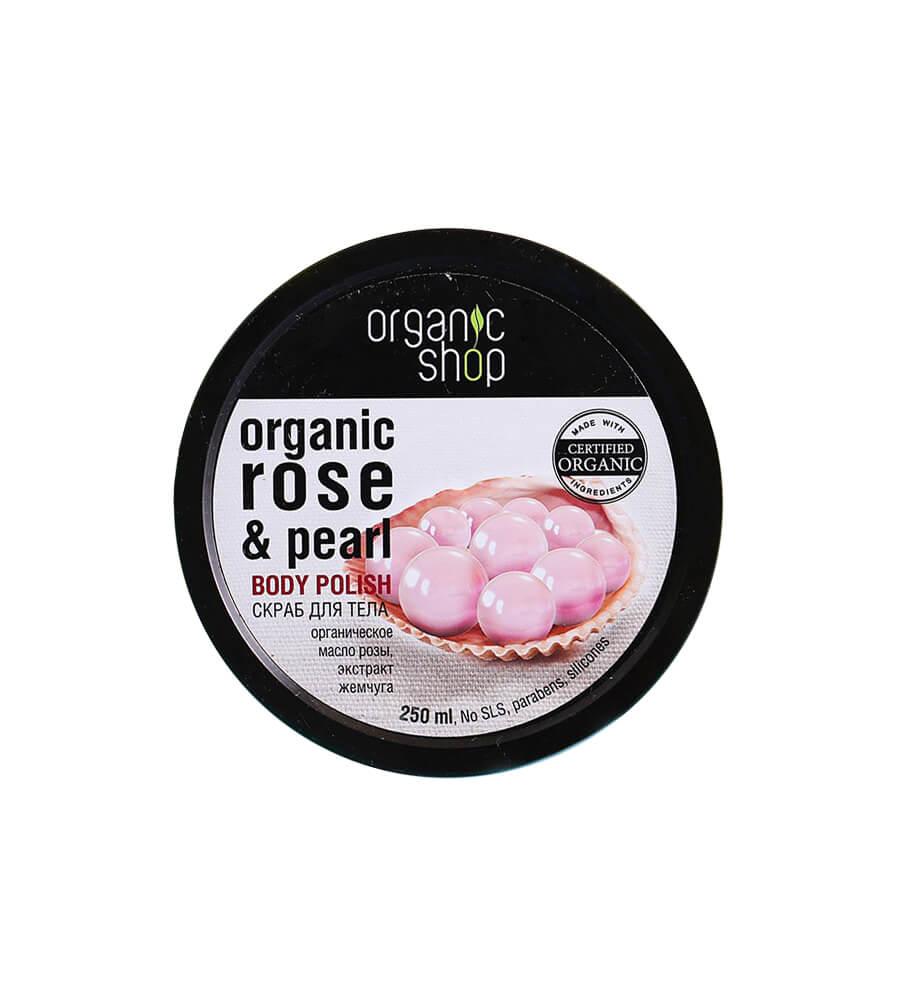 organic
shop
organic
rose
& pearl
BODY POLISH
СКРАБ ДЛЯ ТЕЛА
органическое
масло розы,
экстракт
жемчуга
250 ml, No SLS, parabens, silicones
MADE WITH
CERTIFIED
ORGANIC
INGREDIENTS